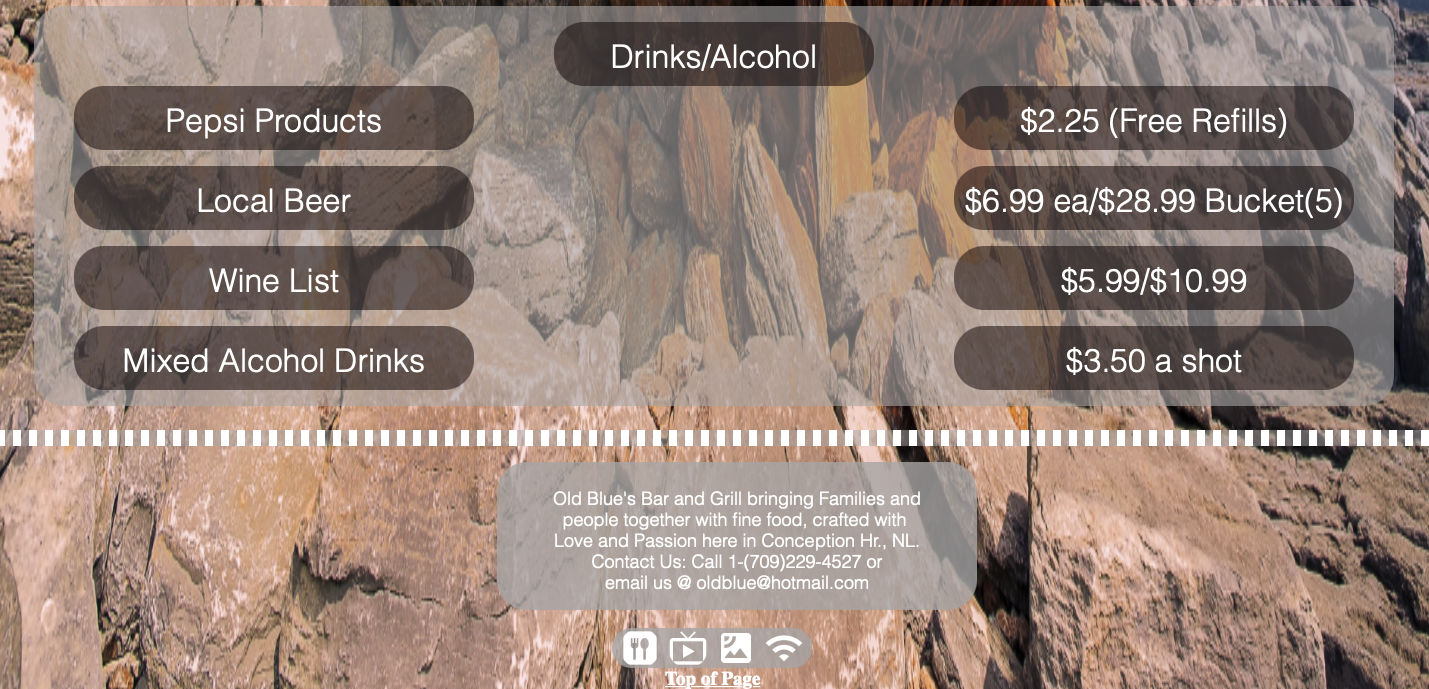 Drinks/Alcohol
Pepsi Products
$2.25 (Free Refills)
Local Beer
$6.99 ea/$28.99 Bucket(5)
Wine List
$5.99/$10.99
Mixed Alcohol Drinks
$3.50 a shot
Old Blue's Bar and Grill bringing Families and
people together with fine food, crafted with
Love and Passion here in Conception Hr., NL.
Contact Us: Call 1-(709)229-4527 or
email us @ oldblue@hotmail.com
Top of Page